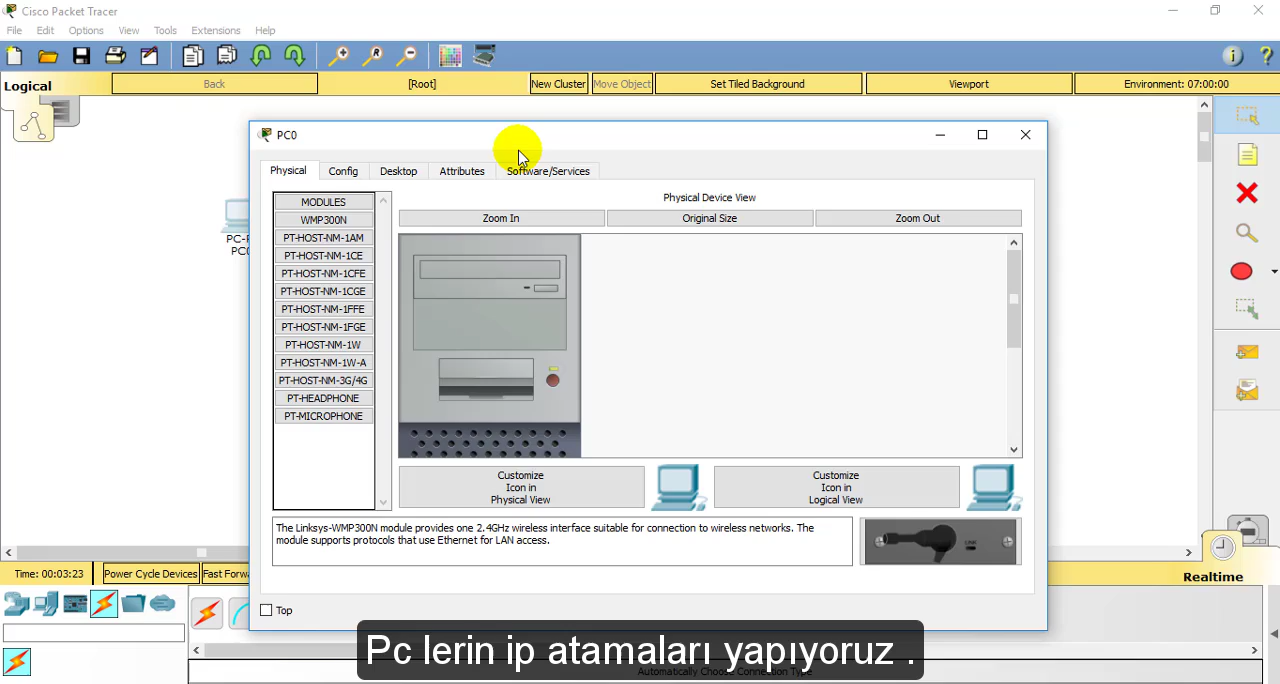 Cisco Packet Tracer
File Edit Options View Tools Extensions Help
Logical
Back
[Root]
New Cluster
Move Object
Set Tiled Background
Viewport
Environment: 07:00:00
PC0
Physical Config Desktop Attributes Software/Services
MODULES
WMP300N
PT-HOST-NM-1AM
PT-HOST-NM-1CE
PT-HOST-NM-1CFE
PT-HOST-NM-1CGE
PT-HOST-NM-1FFE
PT-HOST-NM-1FGE
PT-HOST-NM-1W
PT-HOST-NM-1W-A
PT-HOST-NM-3G/4G
PT-HEADPHONE
PT-MICROPHONE
Physical Device View
Zoom In
Original Size
Zoom Out
Customize
Icon in
Physical View
Customize
Icon in
Logical View
The Linksys-WMP300N module provides one 2.4GHz wireless interface suitable for connection to wireless networks. The
module supports protocols that use Ethernet for LAN access.
Top
Time: 00:03:23
Power Cycle Devices
Realtime
Pc lerin ip atamaları yapıyoruz .
Automatically Choose Connection Type